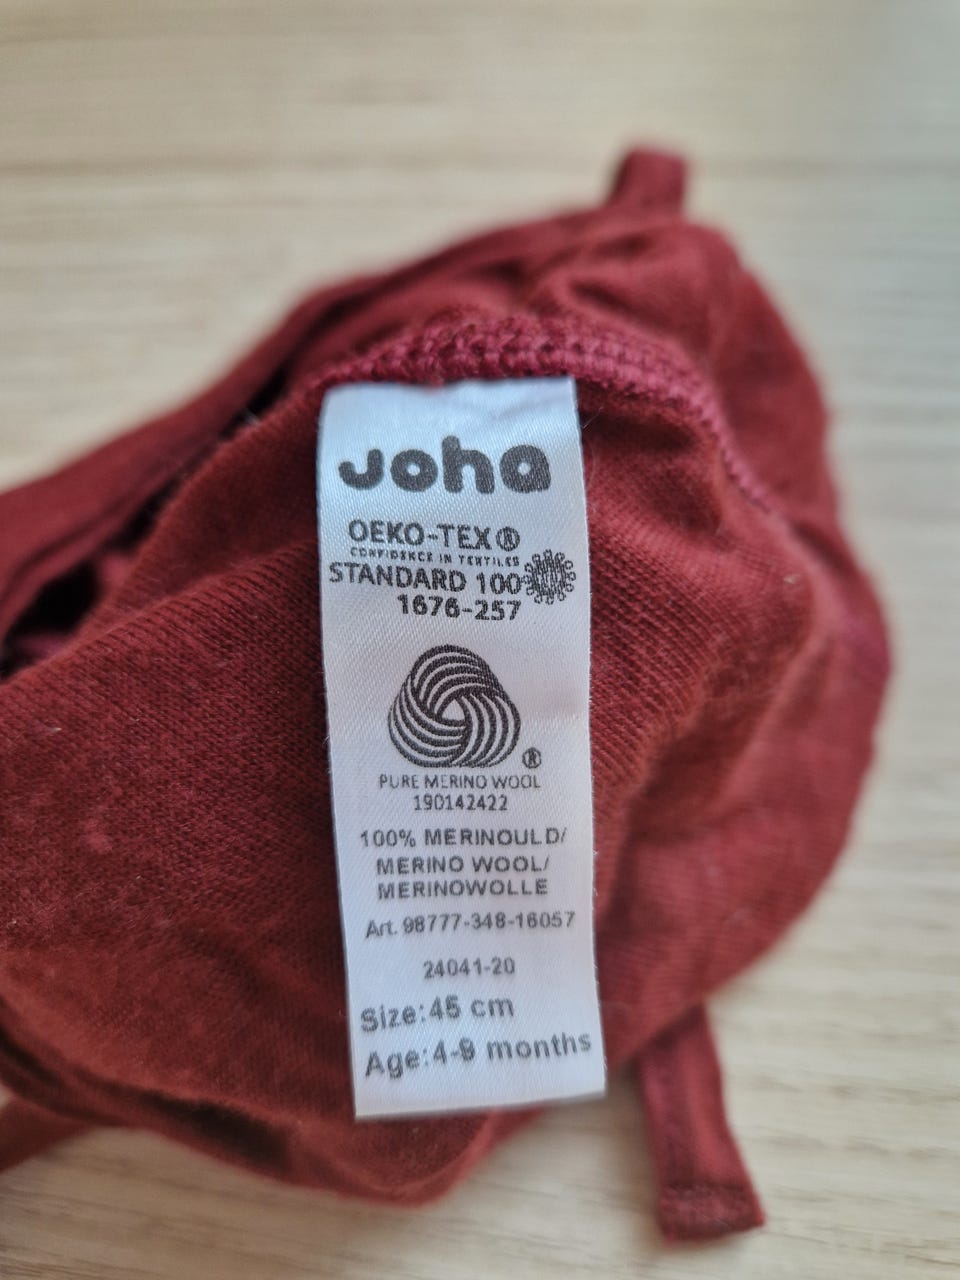 Joha
OEKO-TEX®
CONFIDENCE IN TEXTILES
STANDARD 100
1676-257
®
PURE MERINO WOOL
190142422
100% MERINOULD/
MERINO WOOL/
MERINOWOLLE
Art. 98777-348-16057
24041-20
Size:45 cm
Age:4-9 months